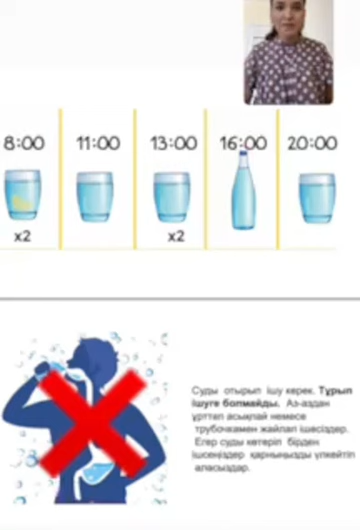 8:00 11:00 13:00 16:00 20:00
x2 x2
Суды отырып ішу керек. Тұрып
ішуге болмайды. Аз-аздан
ұрттап асықпай немесе
трубочкамен жайлап ішесіздер.
Егер суды көтеріп бірден
ішсеңіздер қарныңызды үлкейтіп
аласыздар.